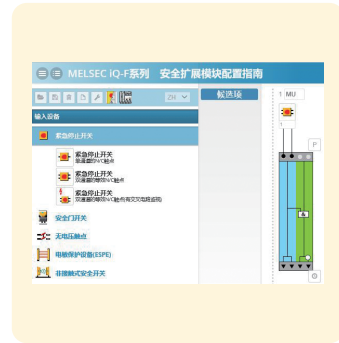 MELSEC iQ-F系列 安全扩展模块配置指南
ZH
候选项
1 MU
输入设备
紧急停止开关
紧急停止开关
单通道的N/C触点
1
P
紧急停止开关
双通道的等效N/C触点
紧急停止开关
双通道的等效N/C触点(有交叉电路监视)
&
安全门开关
无电压触点
电敏保护设备(ESPE)
非接触式安全开关